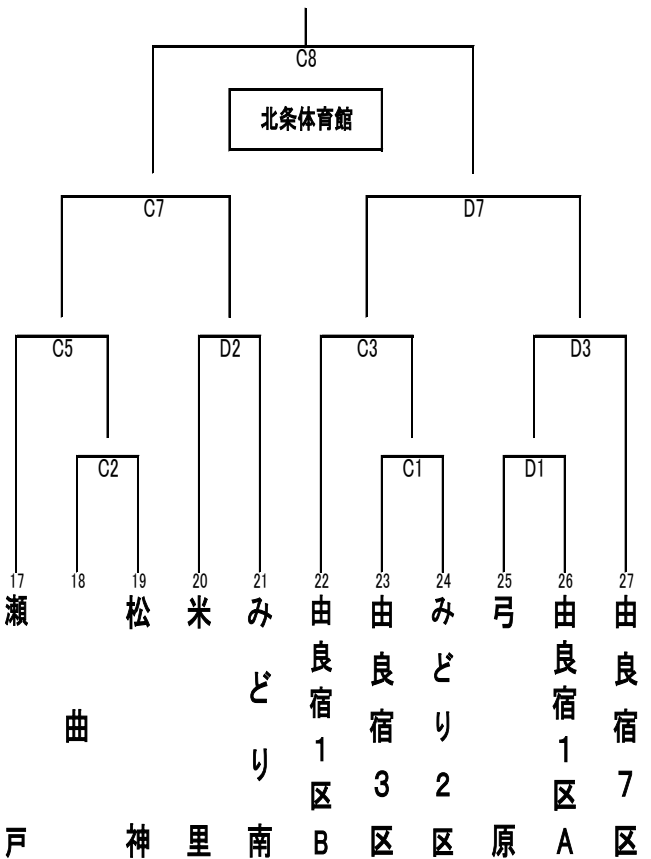 C8
北条体育館
C7
D7
C5
D2
C3
D3
C2
C1
D1
17
18
19
20
21
22
23
24
25
26
27
瀬戸
曲
松神
米里
みどり南
由良宿1区B
由良宿3区
みどり2区
弓原
由良宿1区A
由良宿7区